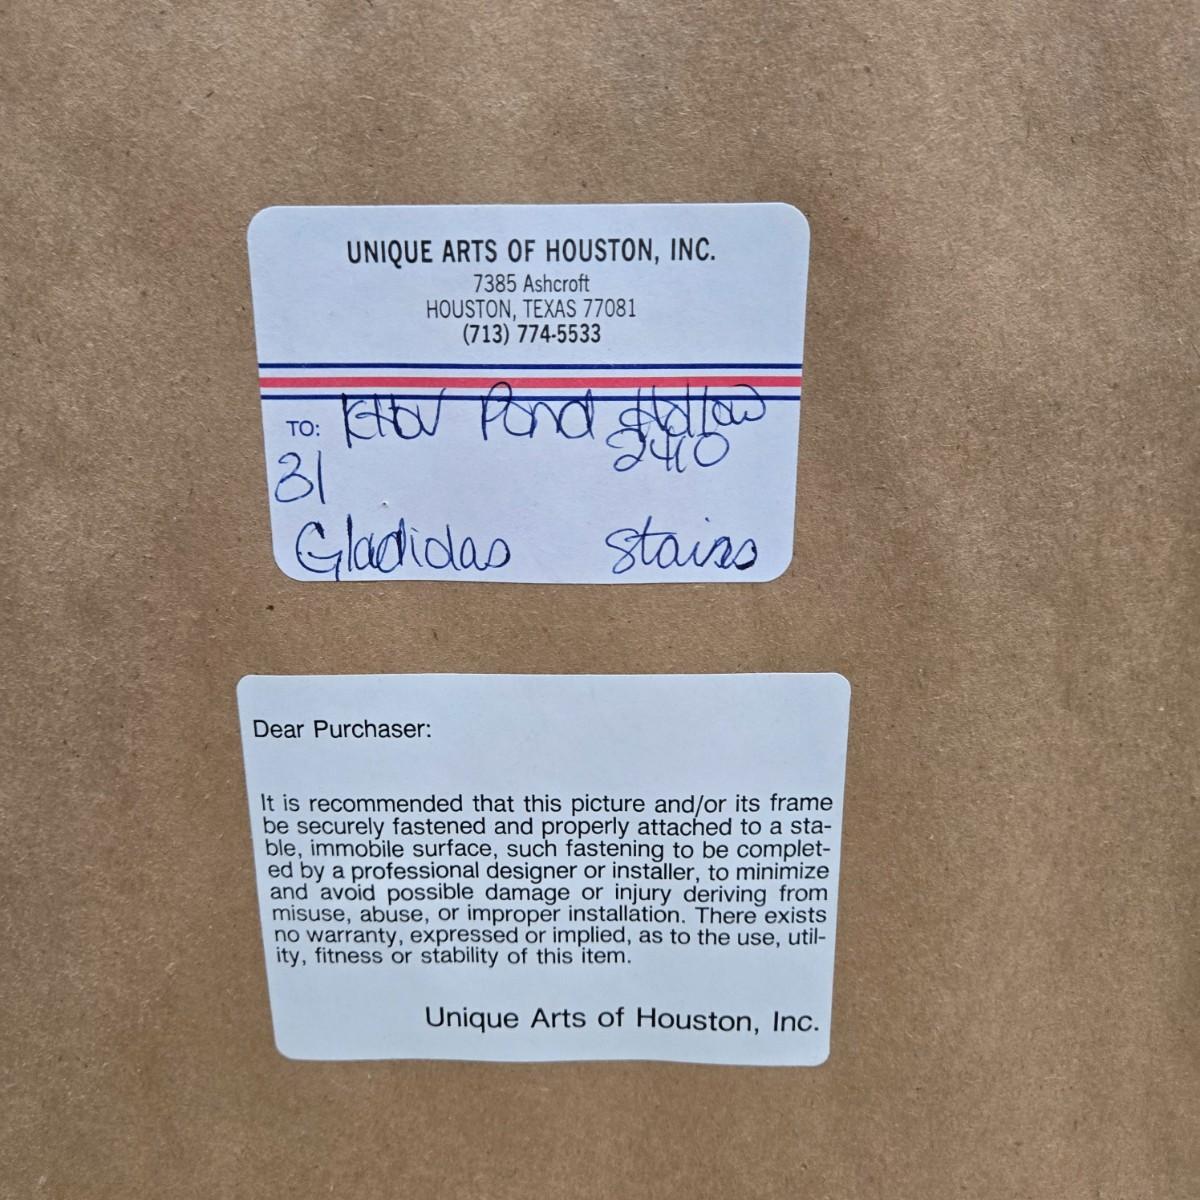 UNIQUE ARTS OF HOUSTON, INC.
7385 Ashcroft
HOUSTON, TEXAS 77081
(713) 774-5533
TO: KHOV Pond Hollow
2410
31
Gladidas Stairs
Dear Purchaser:
It is recommended that this picture and/or its frame
be securely fastened and properly attached to a sta-
ble, immobile surface, such fastening to be complet-
ed by a professional designer or installer, to minimize
and avoid possible damage or injury deriving from
misuse, abuse, or improper installation. There exists
no warranty, expressed or implied, as to the use, util-
ity, fitness or stability of this item.
Unique Arts of Houston, Inc.